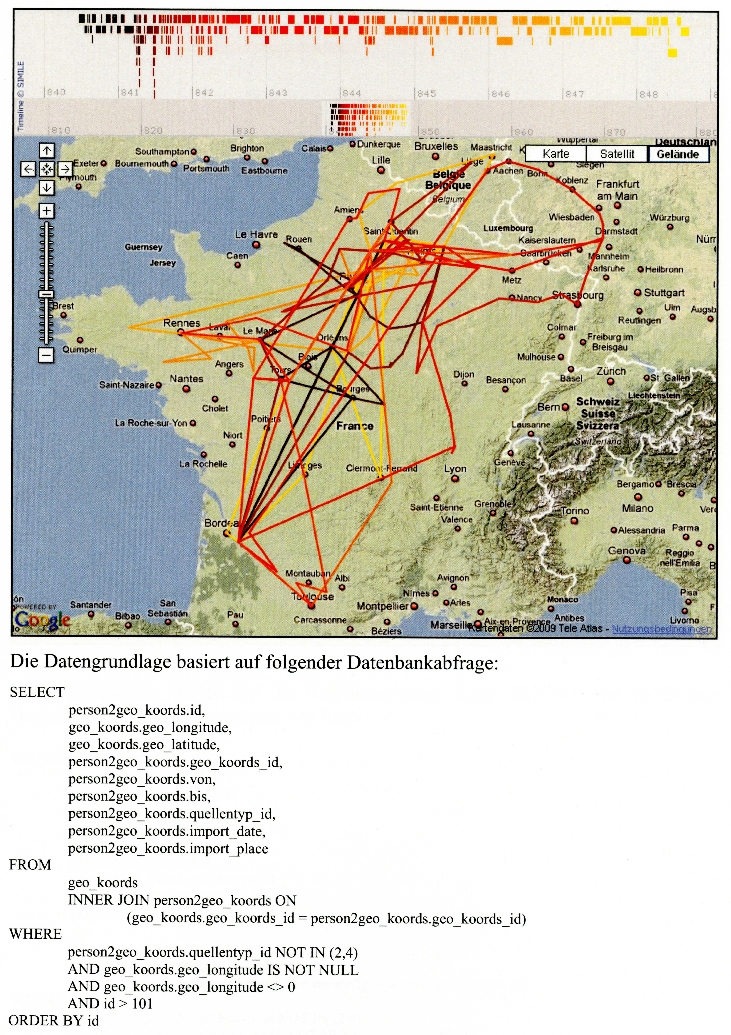 Timeline © SIMILE
840 841 842 843 844 845 846 847 848
810 820 830 850 860 870 880
Southampton Brighton Calais Dunkerque Bruxelles Maastricht Wuppertal Deutschlan
Karte Satellit Gelände
Exeter Bournemouth Portsmouth Eastbourne Lille Liège Aachen Bonn Siegen
Plymouth België Koblenz Frankfurt
Belgique am Main
Amiens Belgium Wiesbaden Würzburg
Guernsey Le Havre Rouen Saint-Quentin Luxembourg Darmstadt
Jersey Caen Kaiserslautern Mannheim Nürn
Saarbrücken Karlsruhe Heilbronn
Metz
Brest Nancy Strasbourg Stuttgart
Rennes Laval Le Mans Orléans Reutlingen Ulm Augsb
Quimper Colmar Freiburg im
Angers Blois Mulhouse Breisgau
Saint-Nazaire Nantes Tours Dijon Besançon Basel Zürich St. Gallen
Cholet Bourges Bern Schweiz Liechtenstein
La Roche-sur-Yon Poitiers France Suisse
Niort Lausanne Svizzera
La Rochelle Limoges Clermont-Ferrand Lyon Genève Switzerland
Bergamo Brescia
Saint-Etienne Grenoble Torino Milano Ver
Bordea Valence Alessandria Parma
Genova Reggio
nell'Emilia
Montauban Albi Avignon
Toulouse Nîmes Monaco Pisa
POWERED BY Santander San Montpellier Arles
Google Bilbao Sebastián Pau Carcassonne Béziers Marseille Aix-en-Provence Antibes Livorno
Kartendaten ©2009 Tele Atlas - Nutzungsbedingungen
Die Datengrundlage basiert auf folgender Datenbankabfrage:
SELECT
person2geo_koords.id,
geo_koords.geo_longitude,
geo_koords.geo_latitude,
person2geo_koords.geo_koords_id,
person2geo_koords.von,
person2geo_koords.bis,
person2geo_koords.quellentyp_id,
person2geo_koords.import_date,
person2geo_koords.import_place
FROM
geo_koords
INNER JOIN person2geo_koords ON
(geo_koords.geo_koords_id = person2geo_koords.geo_koords_id)
WHERE
person2geo_koords.quellentyp_id NOT IN (2,4)
AND geo_koords.geo_longitude IS NOT NULL
AND geo_koords.geo_longitude <> 0
AND id > 101
ORDER BY id